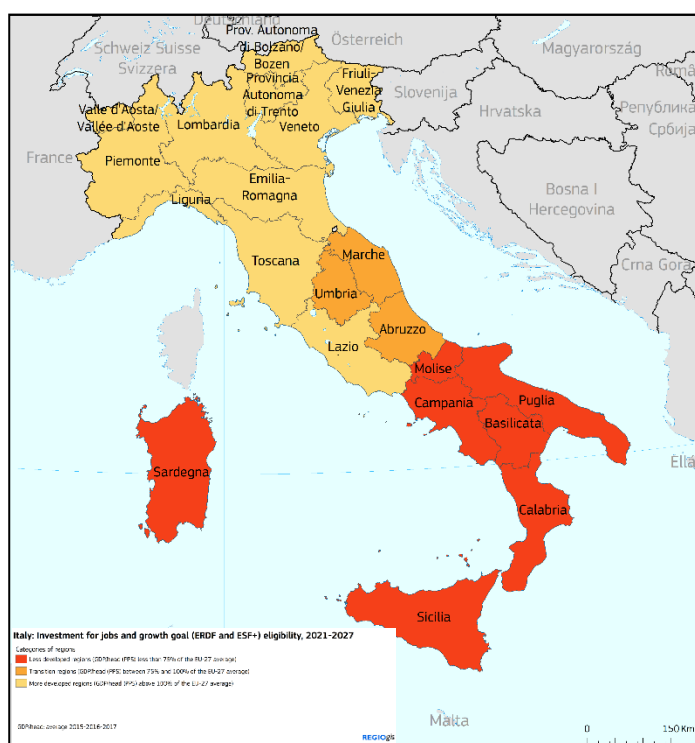 Deutschland
Prov. Autonoma
di Bolzano/
Bozen
Österreich
Magyarország
Schweiz Suisse
Svizzera
Provincia
Autonoma
di Trento
Friuli-
Venezia
Giulia
Slovenija
Hrvatska
Република
Србија
Valle d'Aosta/
Vallée d'Aoste
Lombardia
Veneto
France
Piemonte
Emilia-
Romagna
Bosna I
Hercegovina
Liguria
Toscana
Marche
Crna Gora
Umbria
Abruzzo
Lazio
Molise
Campania
Puglia
Basilicata
Sardegna
Calabria
Sicilia
Malta
Italy: Investment for jobs and growth goal (ERDF and ESF+) eligibility, 2021-2027
Categories of regions
Less developed regions (GDP/head (PPS) less than 75% of the EU-27 average)
Transition regions (GDP/head (PPS) between 75% and 100% of the EU-27 average)
More developed regions (GDP/head (PPS) above 100% of the EU-27 average)
GDP/head: average 2015-2016-2017
REGIOgis
0 150 Km